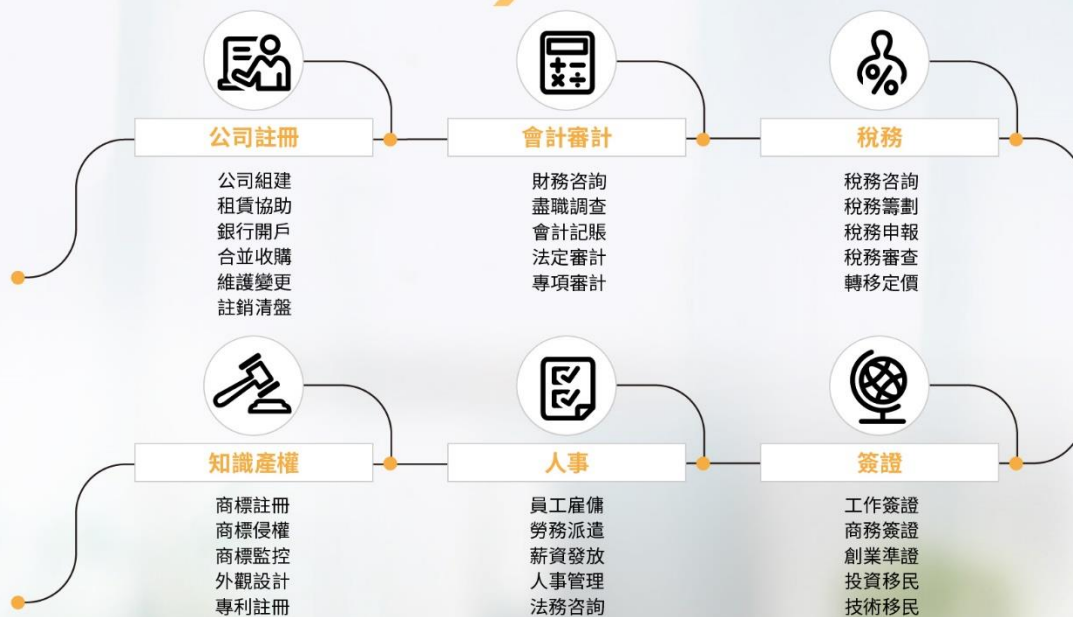 公司註冊
公司組建
租賃協助
銀行開戶
合並收購
維護變更
註銷清盤
會計審計
財務咨詢
盡職調查
會計記賬
法定審計
專項審計
稅務
稅務咨詢
稅務籌劃
稅務申報
稅務審查
轉移定價
知識產權
商標註冊
商標侵權
商標監控
外觀設計
專利註冊
人事
員工雇傭
勞務派遣
薪資發放
人事管理
法務咨詢
簽證
工作簽證
商務簽證
創業準證
投資移民
技術移民